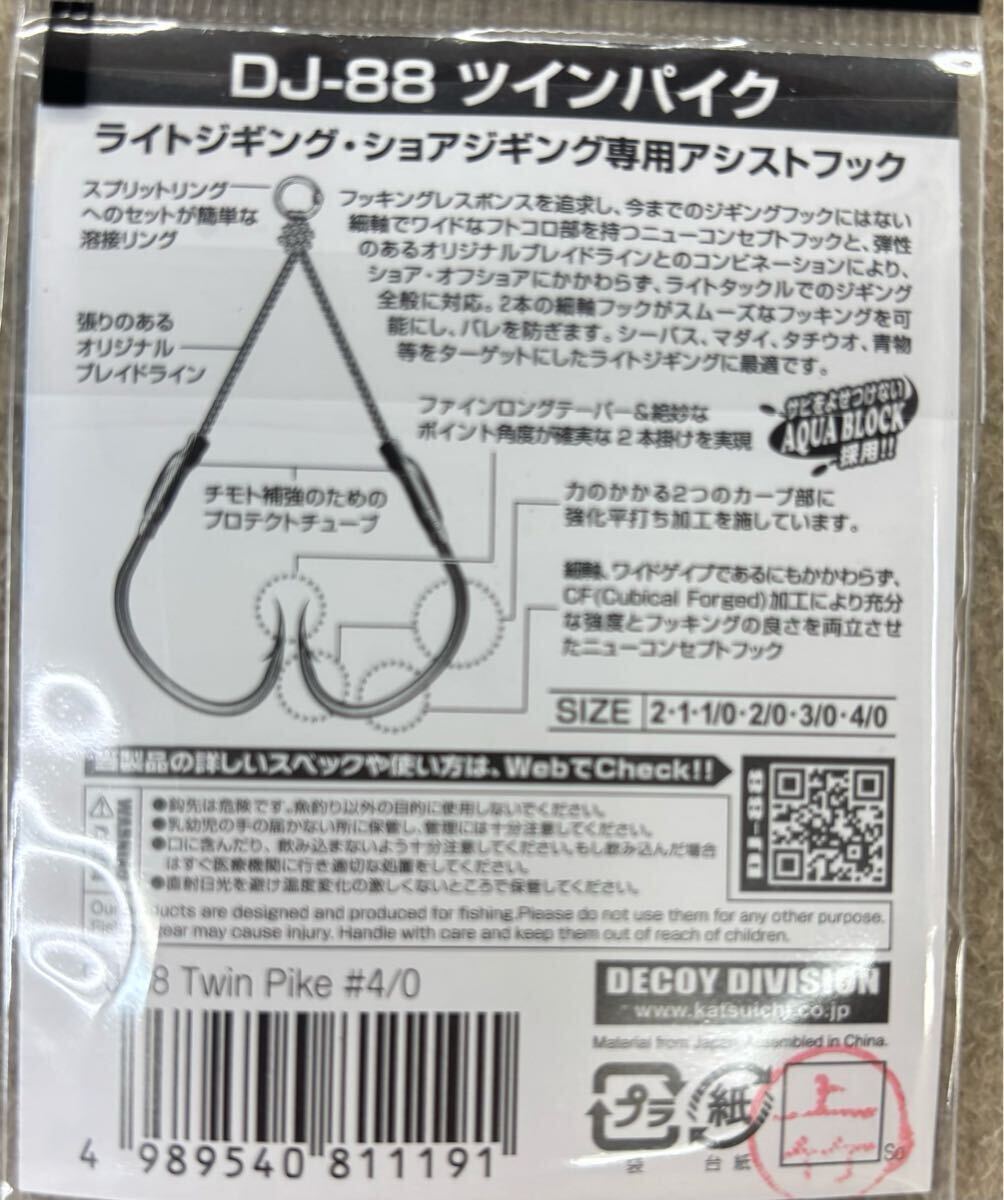 DJ-88 ツインパイク
ライトジギング・ショアジギング専用アシストフック
スプリットリング
へのセットが簡単な
溶接リング
フッキングレスポンスを追求し、今までのジギングフックにはない
細軸でワイドなフトコロ部を持つニューコンセプトフックと、弾性
のあるオリジナルブレイドラインとのコンビネーションにより、
ショア・オフショアにかかわらず、ライトタックルでのジギング
全般に対応。2本の細軸フックがスムーズなフッキングを可
能にし、バレを防ぎます。シーバス、マダイ、タチウオ、青物
等をターゲットにしたライトジギングに最適です。
張りのある
オリジナル
ブレイドライン
ファインロングテーパー&絶妙な
ポイント角度が確実な2本掛けを実現
サビをよせつけない
AQUA BLOCK
採用!!
チモト補強のための
プロテクトチューブ
力のかかる2つのカーブ部に
強化平打ち加工を施しています。
細軸、ワイドゲイブであるにもかかわらず、
CF(Cubical Forged)加工により充分
な強度とフッキングの良さを両立させ
たニューコンセプトフック
SIZE 2・1・1/0・2/0・3/0・4/0
当製品の詳しいスペックや使い方は、WebでCheck!!
DJ-88
WARNING
●鈎先は危険です。魚釣り以外の目的に使用しないでください。
●乳幼児の手の届かない所に保管し、管理には十分注意してください。
●口に含んだり、飲み込まないよう十分注意してください。もし飲み込んだ場合
はすぐ医療機関に行き適切な処置をしてください。
●直射日光を避け温度変化の激しくないところで保管してください。
Our products are designed and produced for fishing.Please do not use them for any other purpose.
gear may cause injury. Handle with care and keep them out of reach of children.
8 Twin Pike #4/0
DECOY DIVISION
www.katsuichi.co.jp
Material from Japan Assembled in China.
プラ
袋
紙
台紙
4 989540 811191